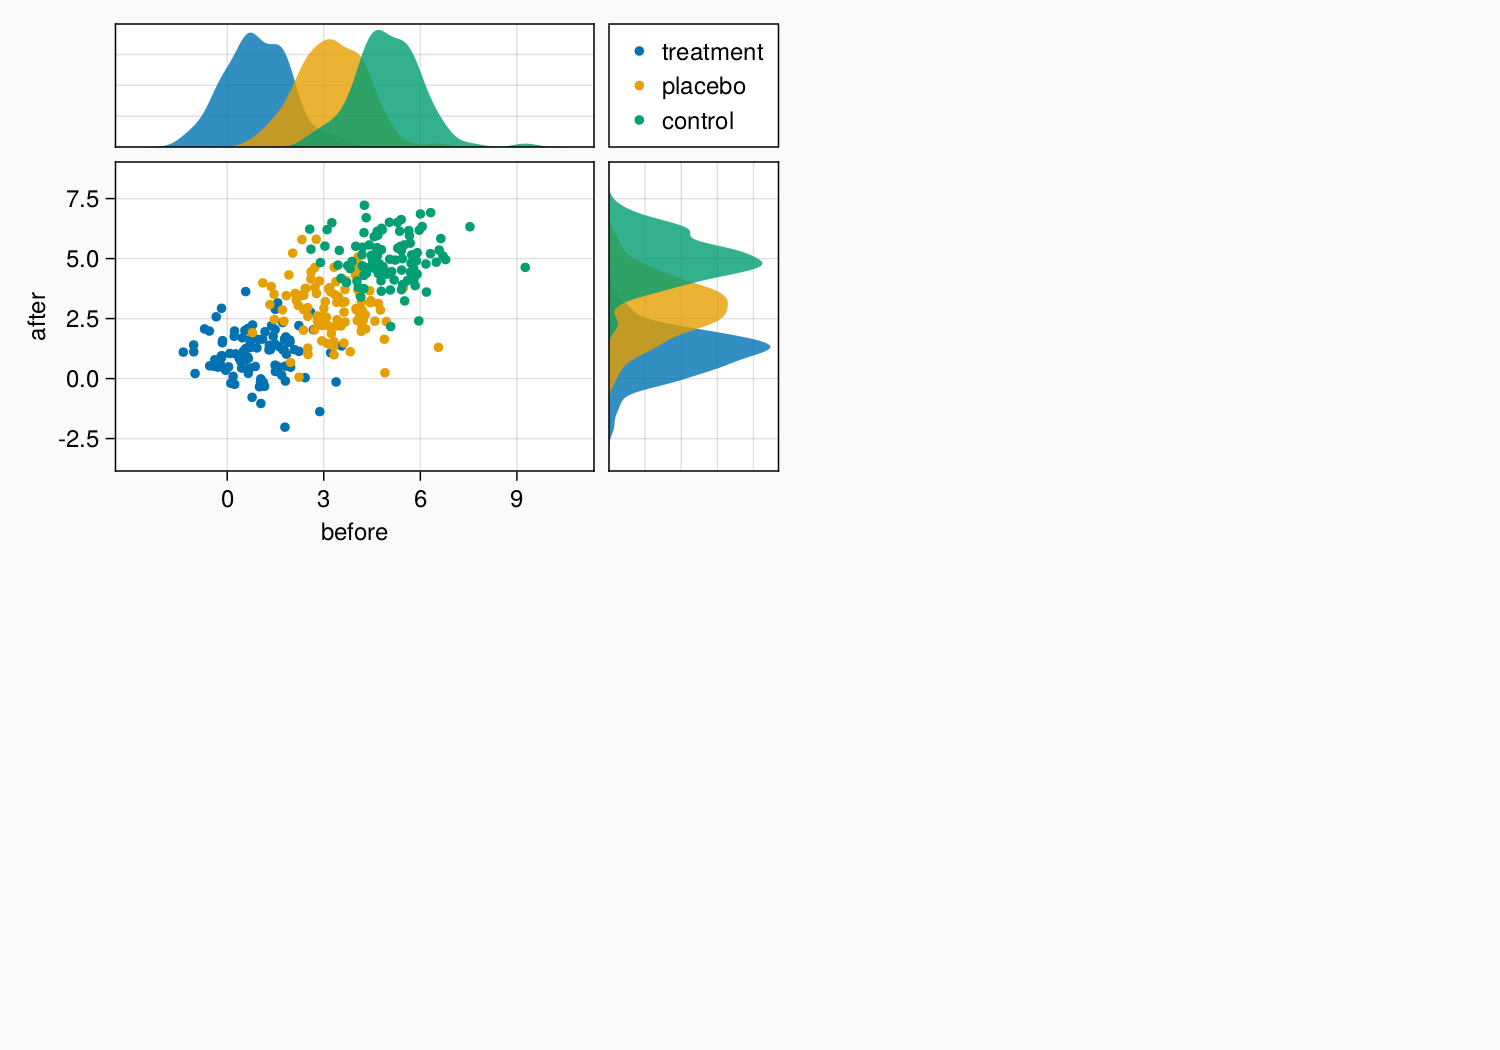 treatment
placebo
control
7.5
5.0
2.5
0.0
-2.5
after
0 3 6 9
before